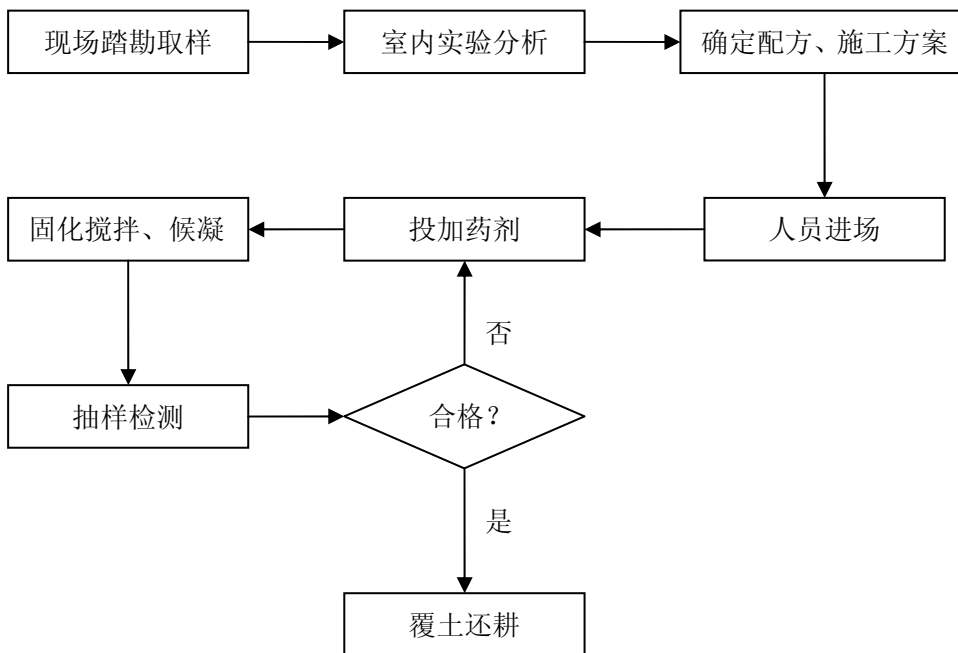 现场踏勘取样
室内实验分析
确定配方、施工方案
人员进场
投加药剂
固化搅拌、候凝
抽样检测
合格？
否
是
覆土还耕